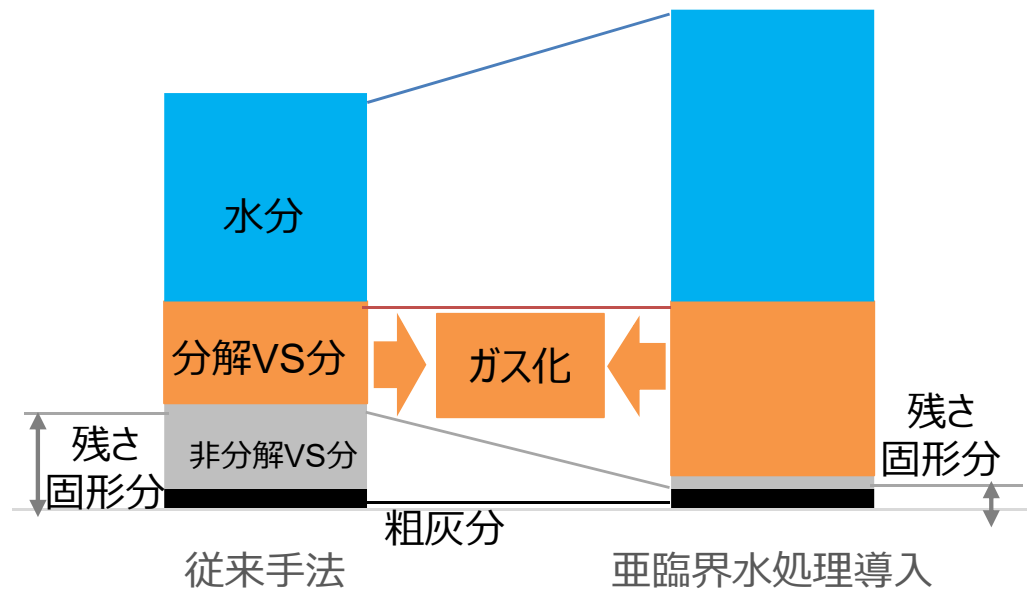 水分
分解VS分
ガス化
非分解VS分
残さ
固形分
残さ
固形分
粗灰分
従来手法
亜臨界水処理導入